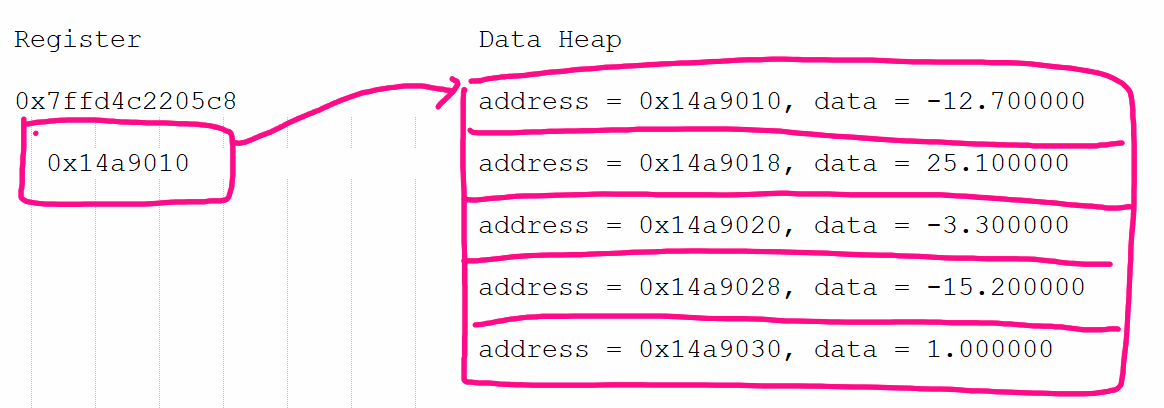 Register
Data Heap
0x7ffd4c2205c8
address = 0x14a9010, data = -12.700000
0x14a9010
address = 0x14a9018, data = 25.100000
address = 0x14a9020, data = -3.300000
address = 0x14a9028, data = -15.200000
address = 0x14a9030, data = 1.000000